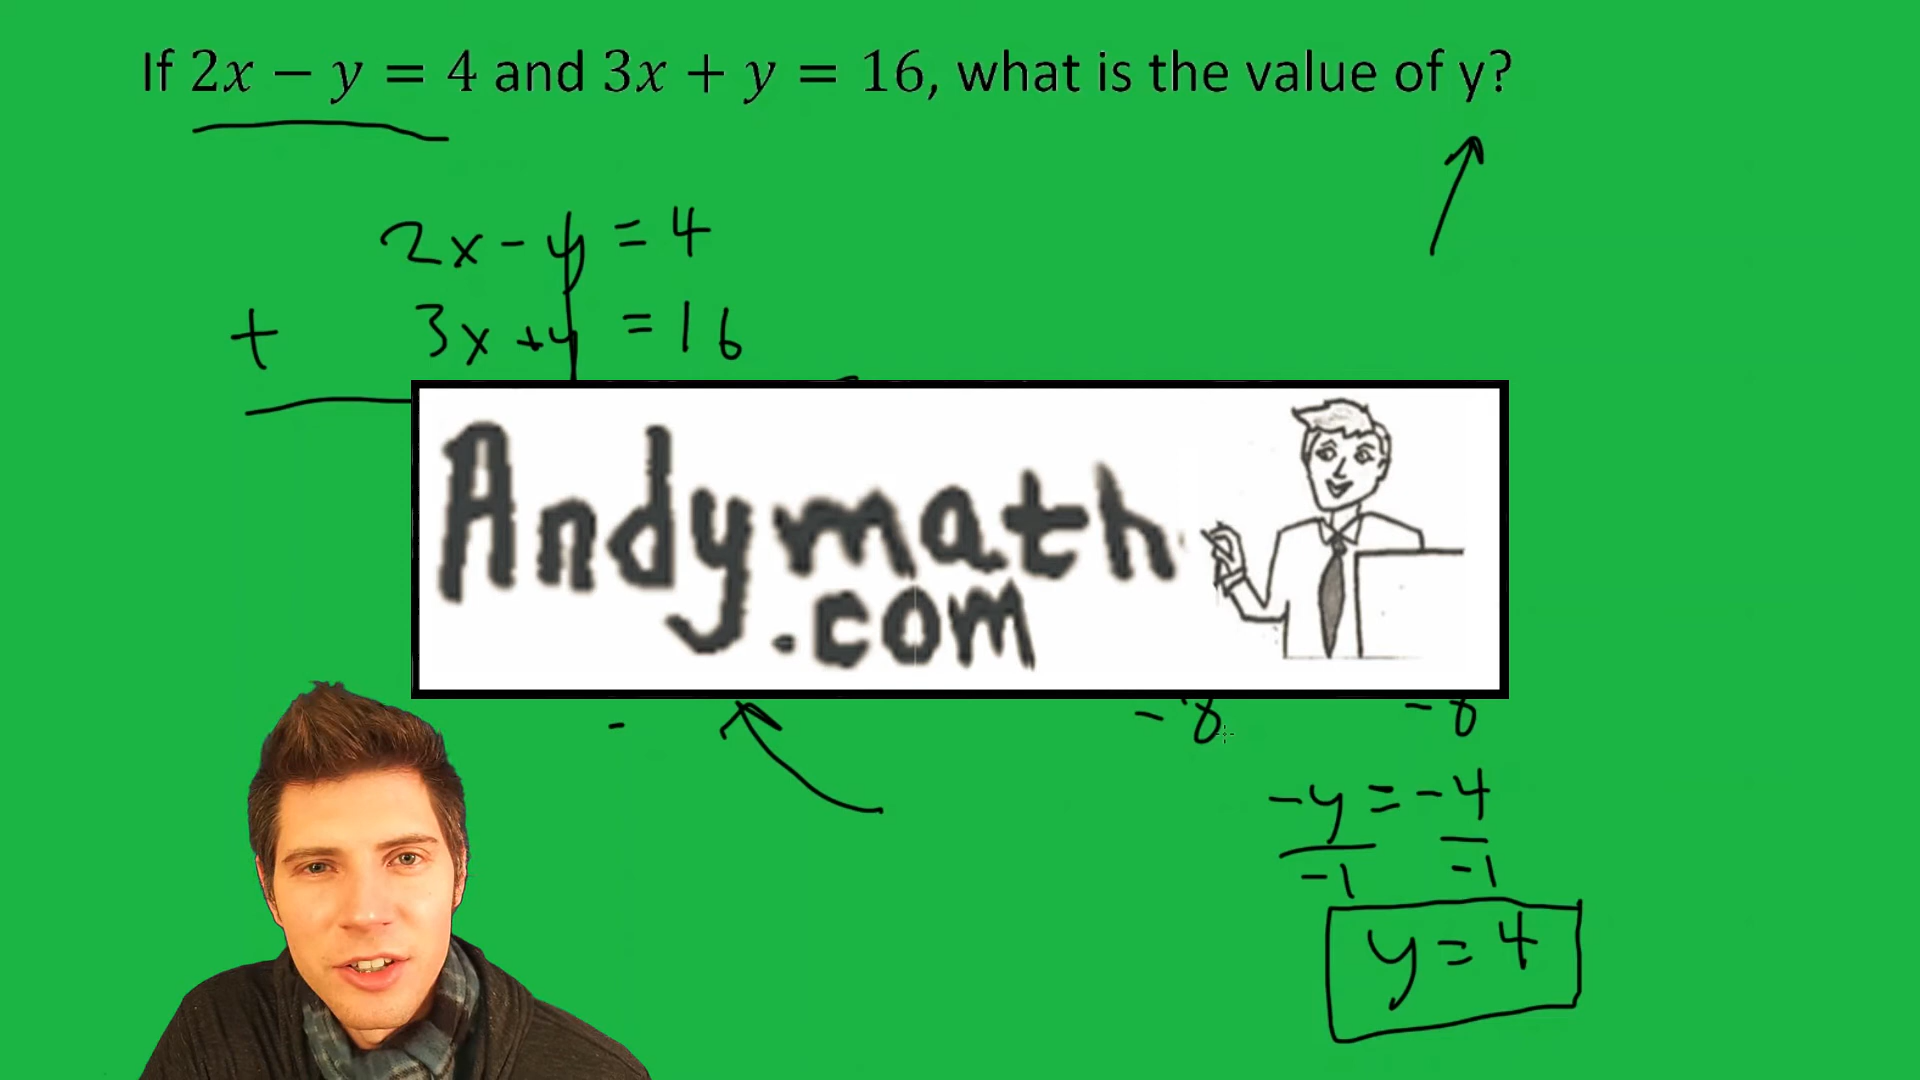 If 2x − y = 4 and 3x + y = 16, what is the value of y?
2x - y = 4
+ 3x + y = 16
Andymath
.com
- 8 - 8
-y = -4
-1 -1
y = 4